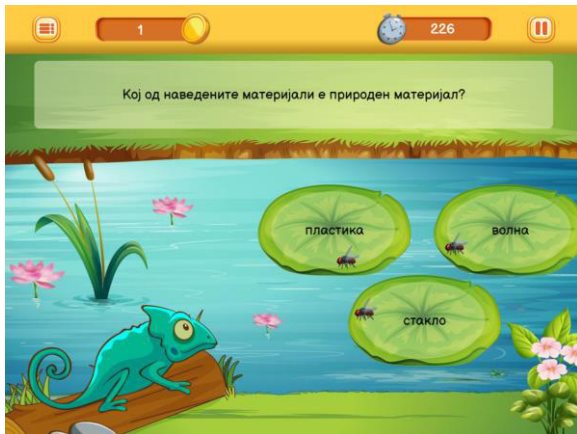 1
226
Кој од наведените материјали е природен материјал?
пластика
волна
стакло